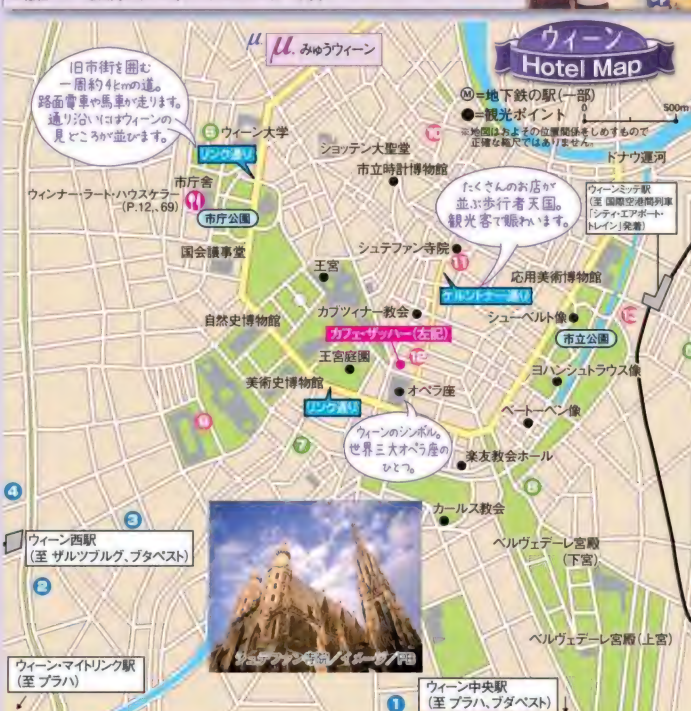 μ. μ. みゅうウィーン
ウィーン
Hotel Map
Ⓜ=地下鉄の駅(一部)
●=観光ポイント
※地図はおよその位置関係をしめすもので
正確な縮尺ではありません。
0 500m
旧市街を囲む
一周約4kmの道。
路面電車や馬車が走ります。
通り沿いにはウィーンの
見どころが並びます。
ウィーン大学
リンク通り
ショッテン大聖堂
市立時計博物館
ドナウ運河
市庁舎
ウィンナー・ラート・ハウスケラー
(P.12、69)
市庁公園
たくさんのお店が
並ぶ歩行者天国。
観光客で賑わいます。
ウィーンミッテ駅
(至 国際空港間列車
「シティ・エアポート・
トレイン」発着)
国会議事堂
シュテファン寺院
11
王宮
応用美術博物館
ケルントナー通り
自然史博物館
カプツィナー教会
シューベルト像
カフェ・ザッハー(左記)
12
市立公園
王宮庭園
ヨハンシュトラウス像
美術史博物館
オペラ座
リンク通り
ベートーベン像
ウィーンのシンボル。
世界三大オペラ座の
ひとつ。
7
楽友教会ホール
4
3
カールス教会
ウィーン西駅
(至 ザルツブルグ、ブダペスト)
ベルヴェデーレ宮殿
(下宮)
2
ベルヴェデーレ宮殿(上宮)
シュテファン寺院/イメージ/PB
ウィーン・マイトリンク駅
(至 プラハ)
1
ウィーン中央駅
(至 プラハ、ブダペスト)